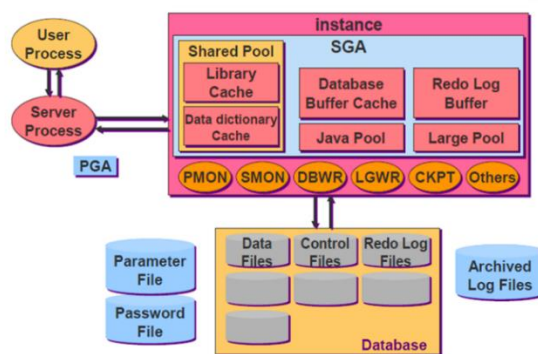 instance
User
Process
SGA
Shared Pool
Library
Cache
Data dictionary
Cache
Database
Buffer Cache
Redo Log
Buffer
Java Pool
Large Pool
Server
Process
PGA
PMON
SMON
DBWR
LGWR
CKPT
Others
Parameter
File
Password
File
Data
Files
Control
Files
Redo Log
Files
Archived
Log Files
Database